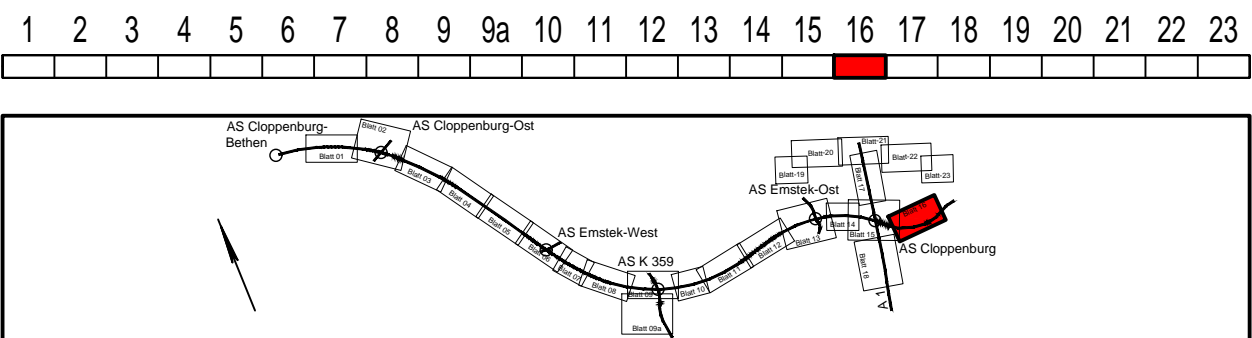 1 2 3 4 5 6 7 8 9 9a 10 11 12 13 14 15 16 17 18 19 20 21 22 23
AS Cloppenburg-
Bethen
Blatt 01
Blatt 02
AS Cloppenburg-Ost
Blatt 03
Blatt 04
Blatt 05
Blatt 06
AS Emstek-West
Blatt 07
Blatt 08
AS K 359
Blatt 09
Blatt 09a
Blatt 10
Blatt 11
Blatt 12
AS Emstek-Ost
Blatt 13
Blatt 14
Blatt 15
Blatt 16
AS Cloppenburg
Blatt 17
Blatt 18
A 1
Blatt-19
Blatt-20
Blatt-21
Blatt-22
Blatt-23